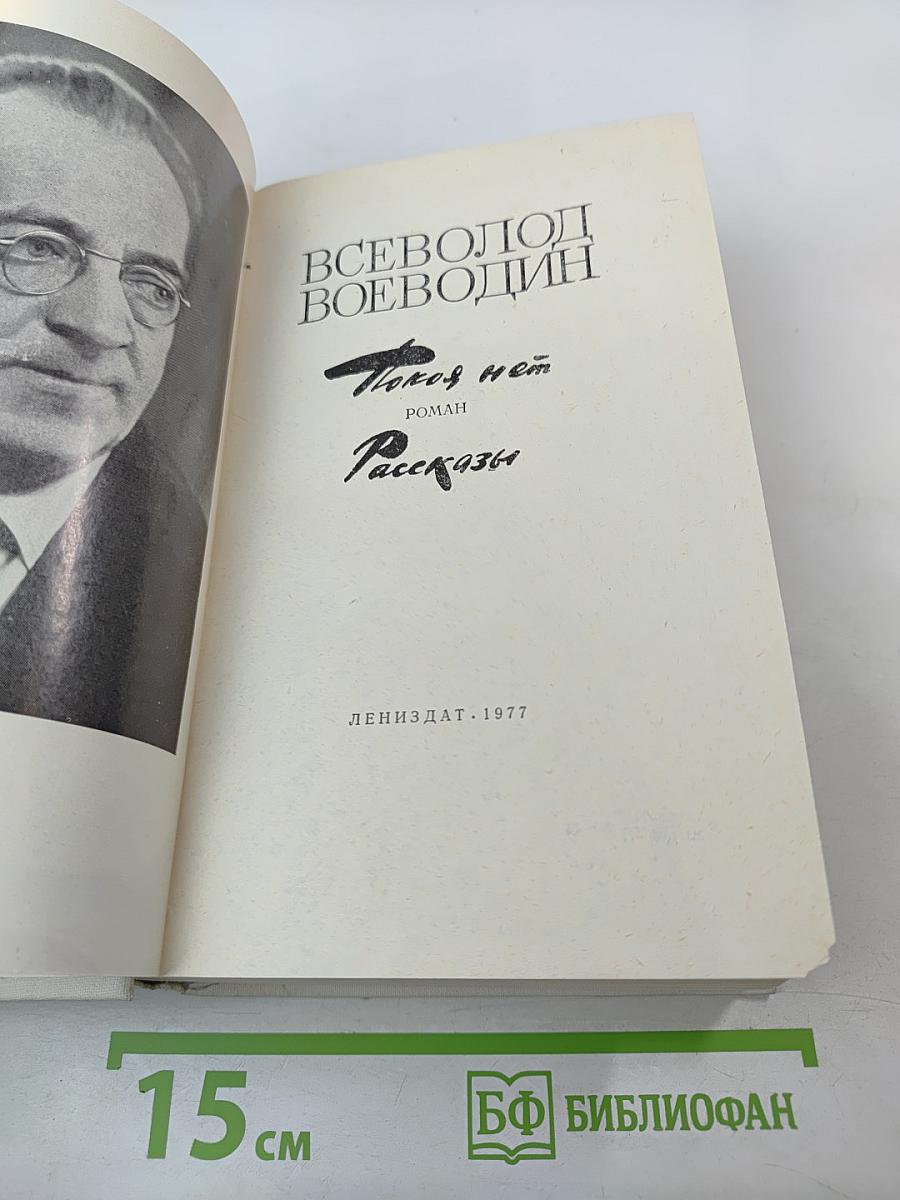 ВСЕВОЛОД
ВОЕВОДИН
Покоя нет
РОМАН
Рассказы
ЛЕНИЗДАТ • 1977
15 см
БФ БИБЛИОФАН